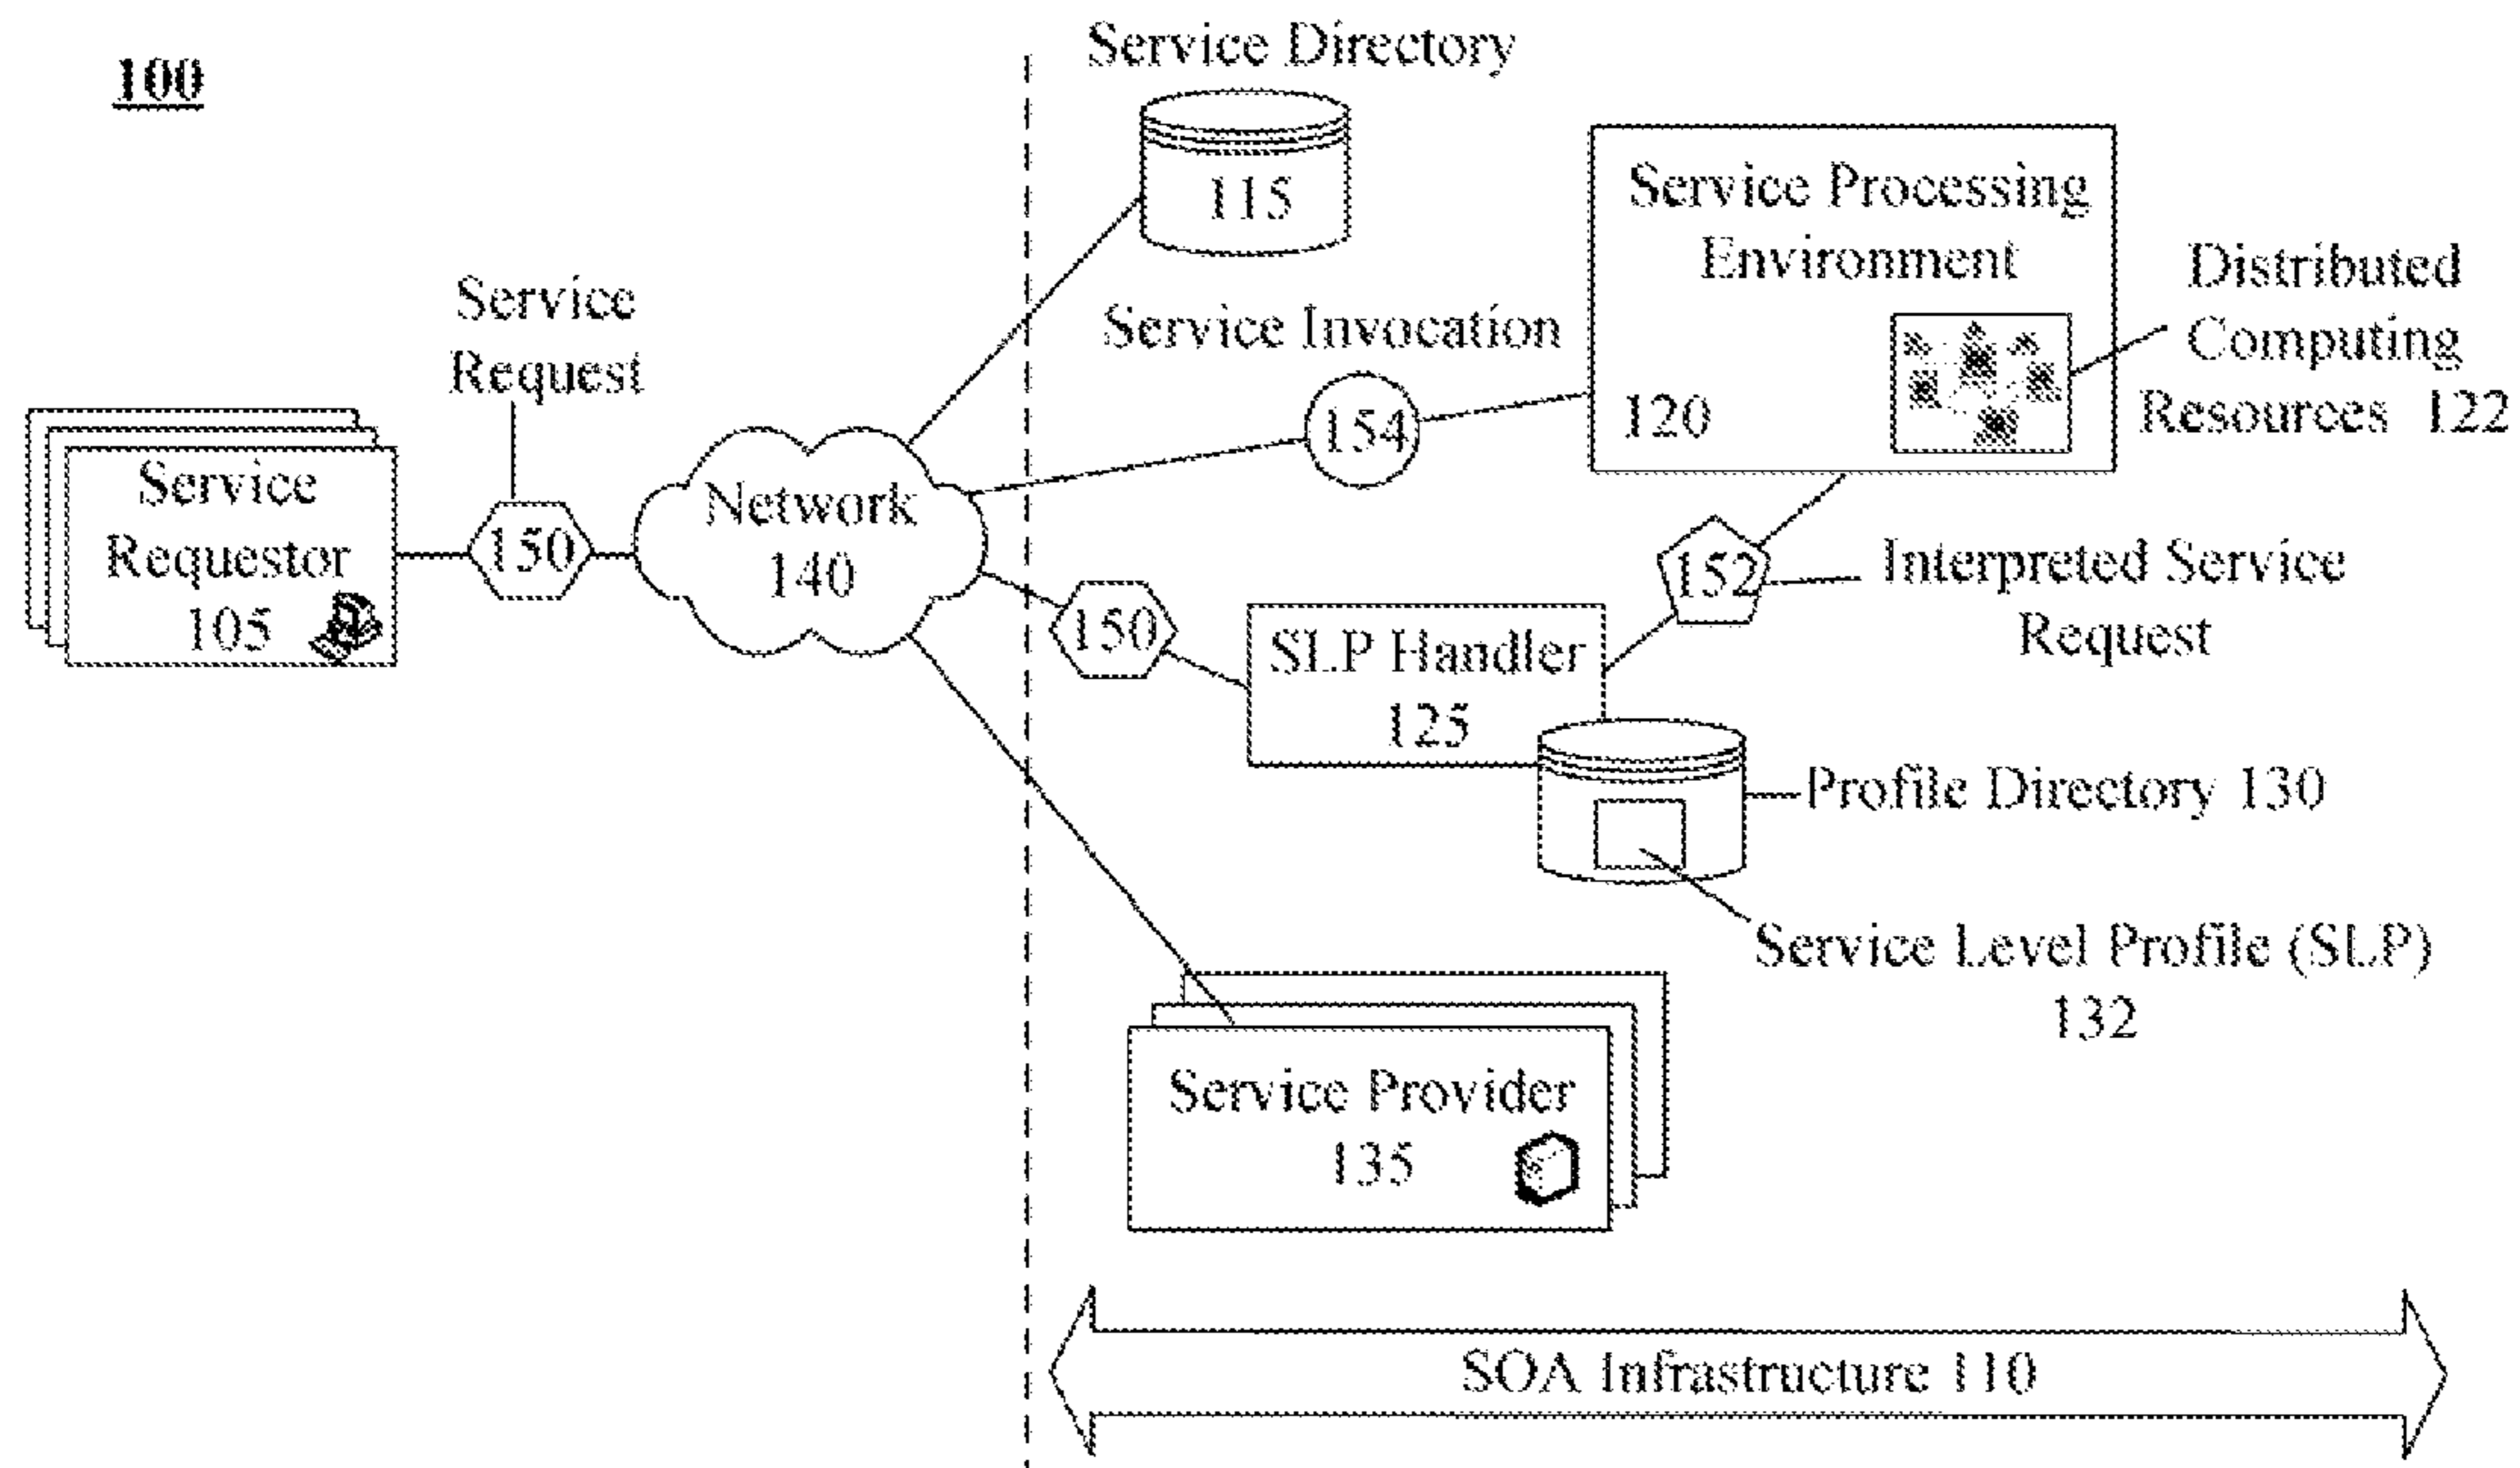 100
Service Directory
115
Service Processing
Environment
120
Distributed
Computing
Resources 122
Service Invocation
154
Service
Request
Service
Requestor
105
150
Network
140
150
152
Interpreted Service
Request
SLP Handler
125
Profile Directory 130
Service Level Profile (SLP)
132
Service Provider
135
SOA Infrastructure 110